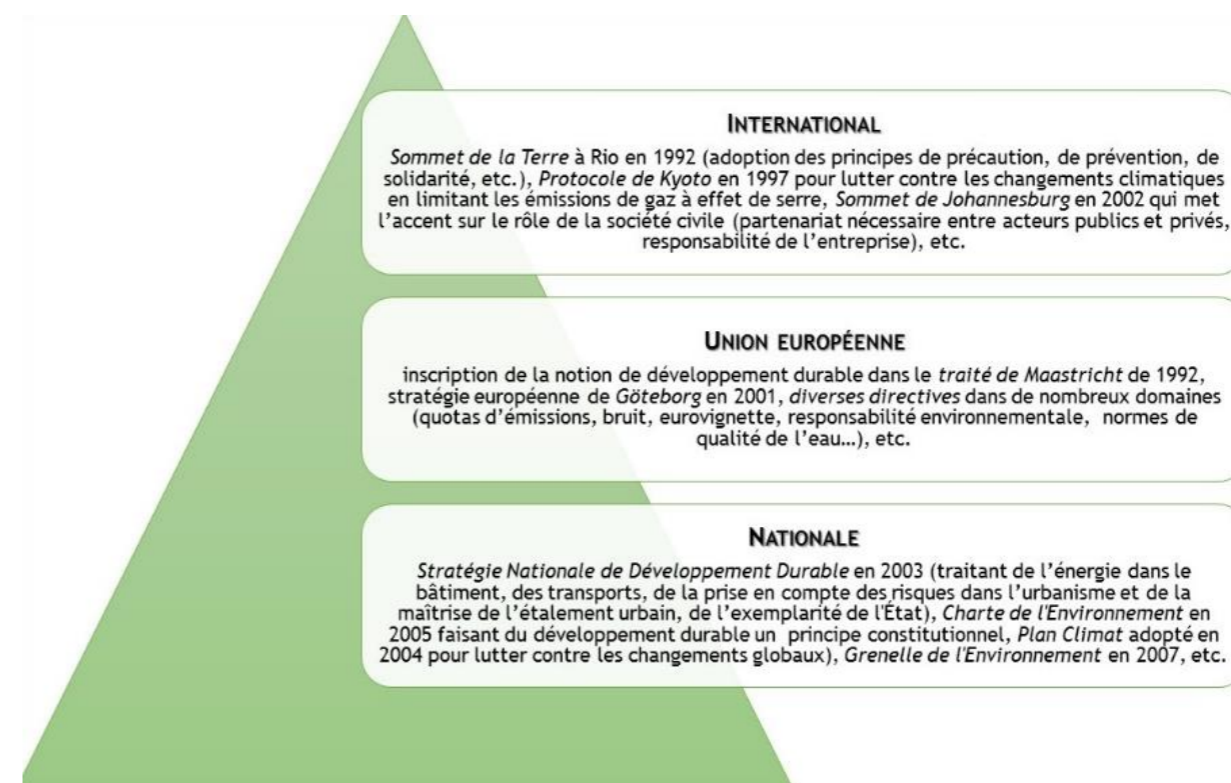 INTERNATIONAL
Sommet de la Terre à Rio en 1992 (adoption des principes de précaution, de prévention, de
solidarité, etc.), Protocole de Kyoto en 1997 pour lutter contre les changements climatiques
en limitant les émissions de gaz à effet de serre, Sommet de Johannesburg en 2002 qui met
l'accent sur le rôle de la société civile (partenariat nécessaire entre acteurs publics et privés,
responsabilité de l'entreprise), etc.
UNION EUROPÉENNE
inscription de la notion de développement durable dans le traité de Maastricht de 1992,
stratégie européenne de Göteborg en 2001, diverses directives dans de nombreux domaines
(quotas d'émissions, bruit, eurovignette, responsabilité environnementale, normes de
qualité de l'eau…), etc.
NATIONALE
Stratégie Nationale de Développement Durable en 2003 (traitant de l'énergie dans le
bâtiment, des transports, de la prise en compte des risques dans l'urbanisme et de la
maîtrise de l'étalement urbain, de l'exemplarité de l'État), Charte de l'Environnement en
2005 faisant du développement durable un principe constitutionnel, Plan Climat adopté en
2004 pour lutter contre les changements globaux), Grenelle de l'Environnement en 2007, etc.